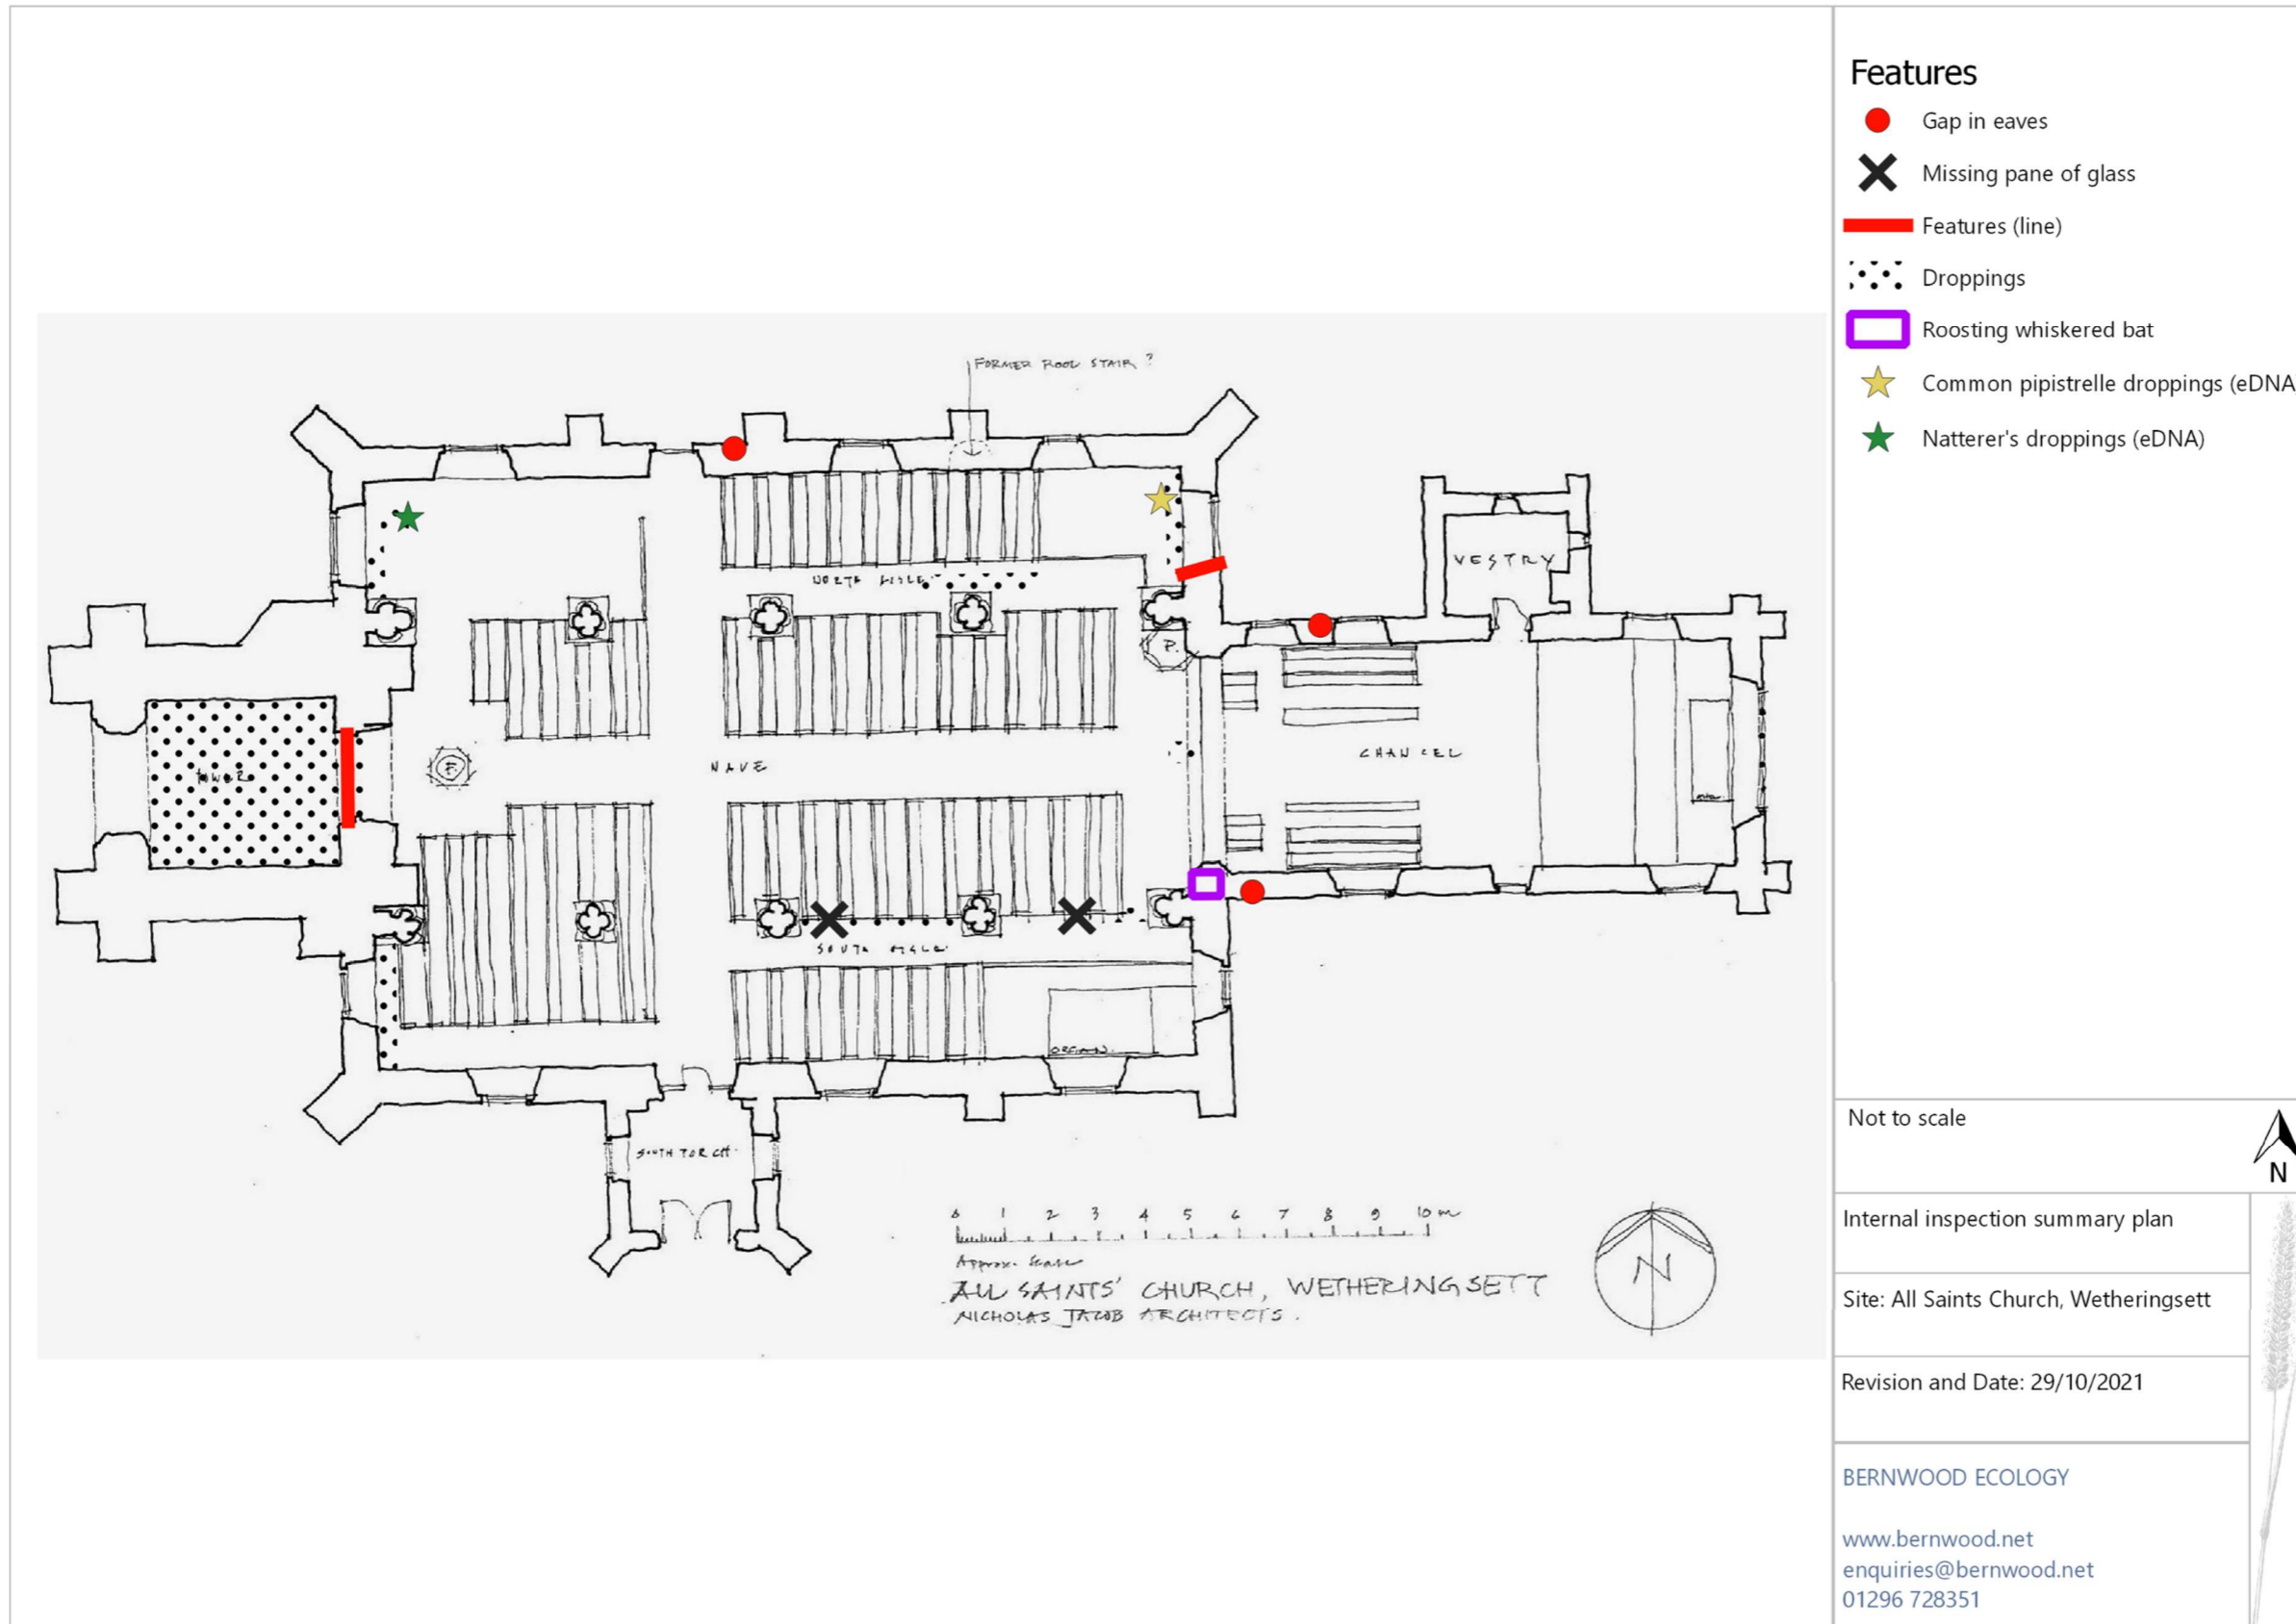 Features
Gap in eaves
Missing pane of glass
Features (line)
Droppings
Roosting whiskered bat
Common pipistrelle droppings (eDNA
Natterer's droppings (eDNA)
FORMER ROOD STAIR ?
VESTRY
NORTH AISLE
P.
TOWER
F.
NAVE
CHANCEL
SOUTH AISLE
ORGAN
SOUTH PORCH
0 1 2 3 4 5 6 7 8 9 10 m
Approx. Scale
ALL SAINTS' CHURCH, WETHERINGSETT
NICHOLAS JACOB ARCHITECTS.
N
Not to scale
N
Internal inspection summary plan
Site: All Saints Church, Wetheringsett
Revision and Date: 29/10/2021
BERNWOOD ECOLOGY
www.bernwood.net
enquiries@bernwood.net
01296 728351